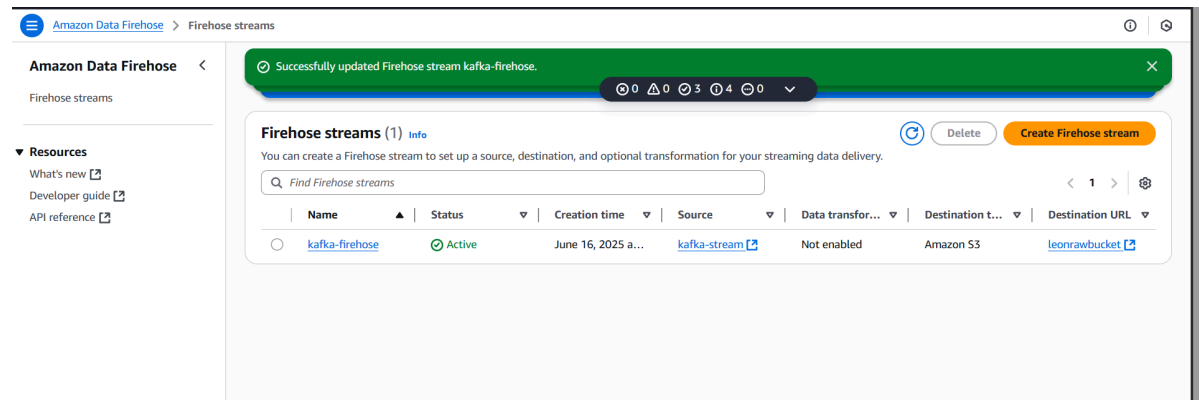 Amazon Data Firehose > Firehose streams
Amazon Data Firehose
Firehose streams
Resources
What's new
Developer guide
API reference
Successfully updated Firehose stream kafka-firehose.
0 0 3 4 0
Firehose streams (1) Info
Delete
Create Firehose stream
You can create a Firehose stream to set up a source, destination, and optional transformation for your streaming data delivery.
Find Firehose streams
1
Name Status Creation time Source Data transfor... Destination t... Destination URL
kafka-firehose Active June 16, 2025 a... kafka-stream Not enabled Amazon S3 leonrawbucket